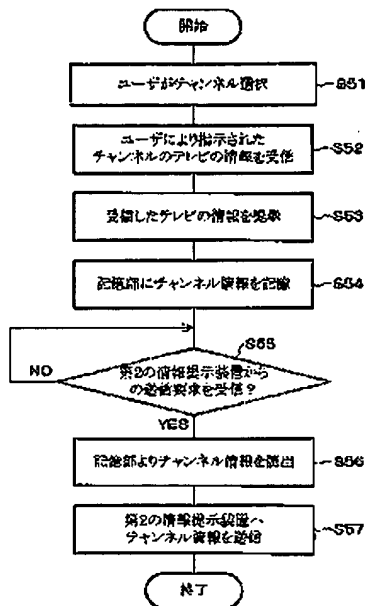 開始
ユーザがチャンネル選択
S51
ユーザにより指示された
チャンネルのテレビの情報を受信
S52
受信したテレビの情報を提示
S53
記憶部にチャンネル情報を記憶
S54
S55
第2の情報提示装置から
の送信要求を受信？
NO
YES
記憶部よりチャンネル情報を読出
S56
第2の情報提示装置へ
チャンネル情報を送信
S57
終了